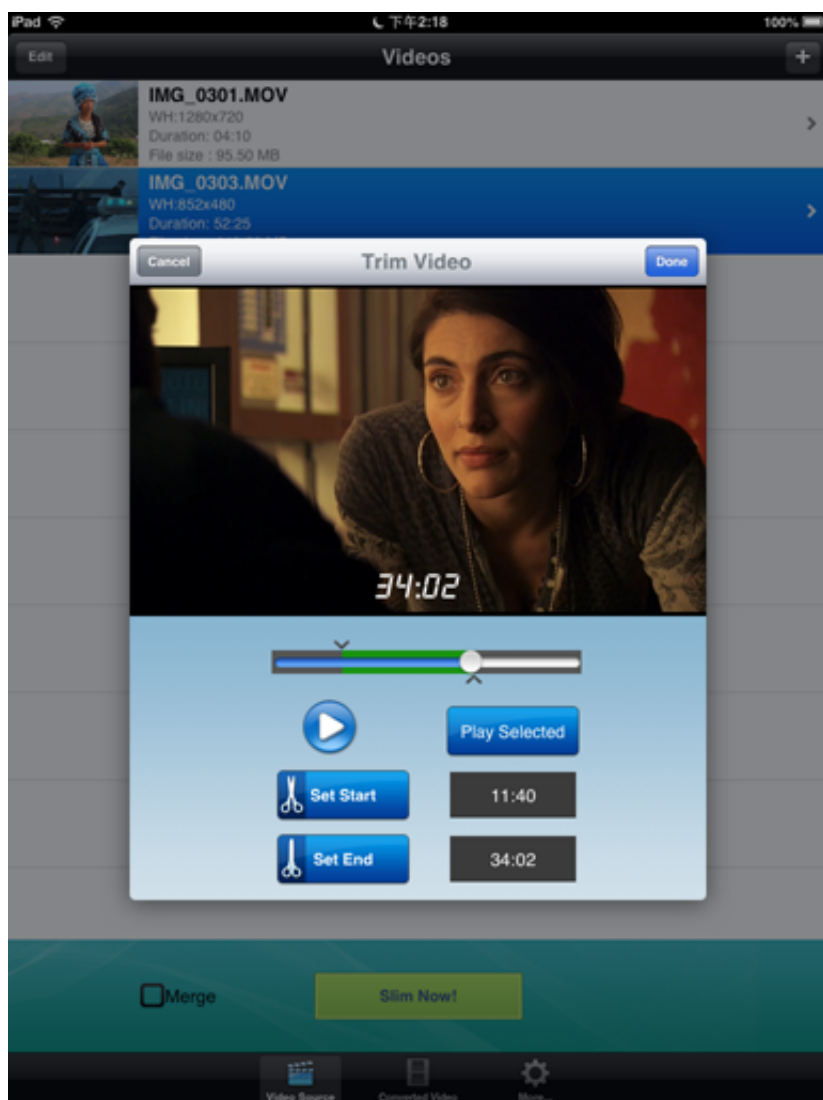 iPad 下午2:18 100%
Edit Videos +
IMG_0301.MOV
WH:1280x720
Duration: 04:10
File size : 95.50 MB
IMG_0303.MOV
WH:852x480
Duration: 52:25
Cancel Trim Video Done
34:02
Play Selected
Set Start 11:40
Set End 34:02
Merge Slim Now!
Video Source Converted Video More...